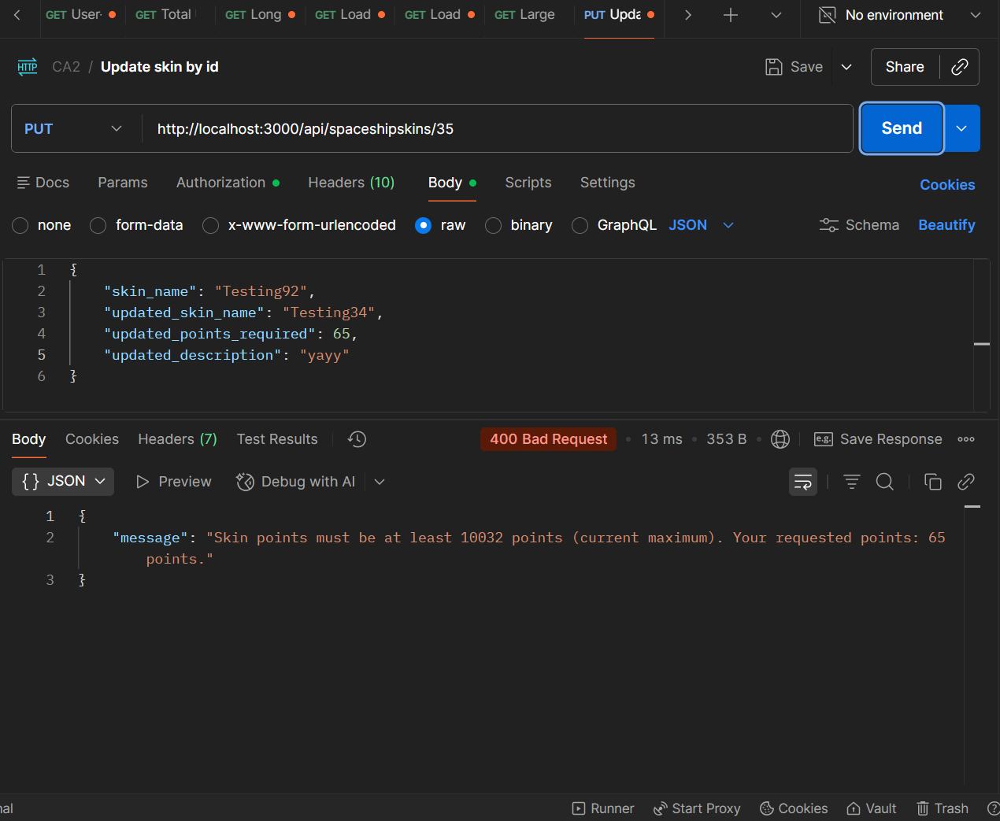 GET User- GET Total GET Long GET Load GET Load GET Large PUT Upda No environment
HTTP CA2 / Update skin by id Save Share
PUT http://localhost:3000/api/spaceshipskins/35 Send
Docs Params Authorization Headers (10) Body Scripts Settings Cookies
none form-data x-www-form-urlencoded raw binary GraphQL JSON Schema Beautify
1 {
2 "skin_name": "Testing92",
3 "updated_skin_name": "Testing34",
4 "updated_points_required": 65,
5 "updated_description": "yayy"
6 }
Body Cookies Headers (7) Test Results 400 Bad Request 13 ms 353 B e.g. Save Response
{} JSON Preview Debug with AI
1 {
2 "message": "Skin points must be at least 10032 points (current maximum). Your requested points: 65
points."
3 }
nal Runner Start Proxy Cookies Vault Trash